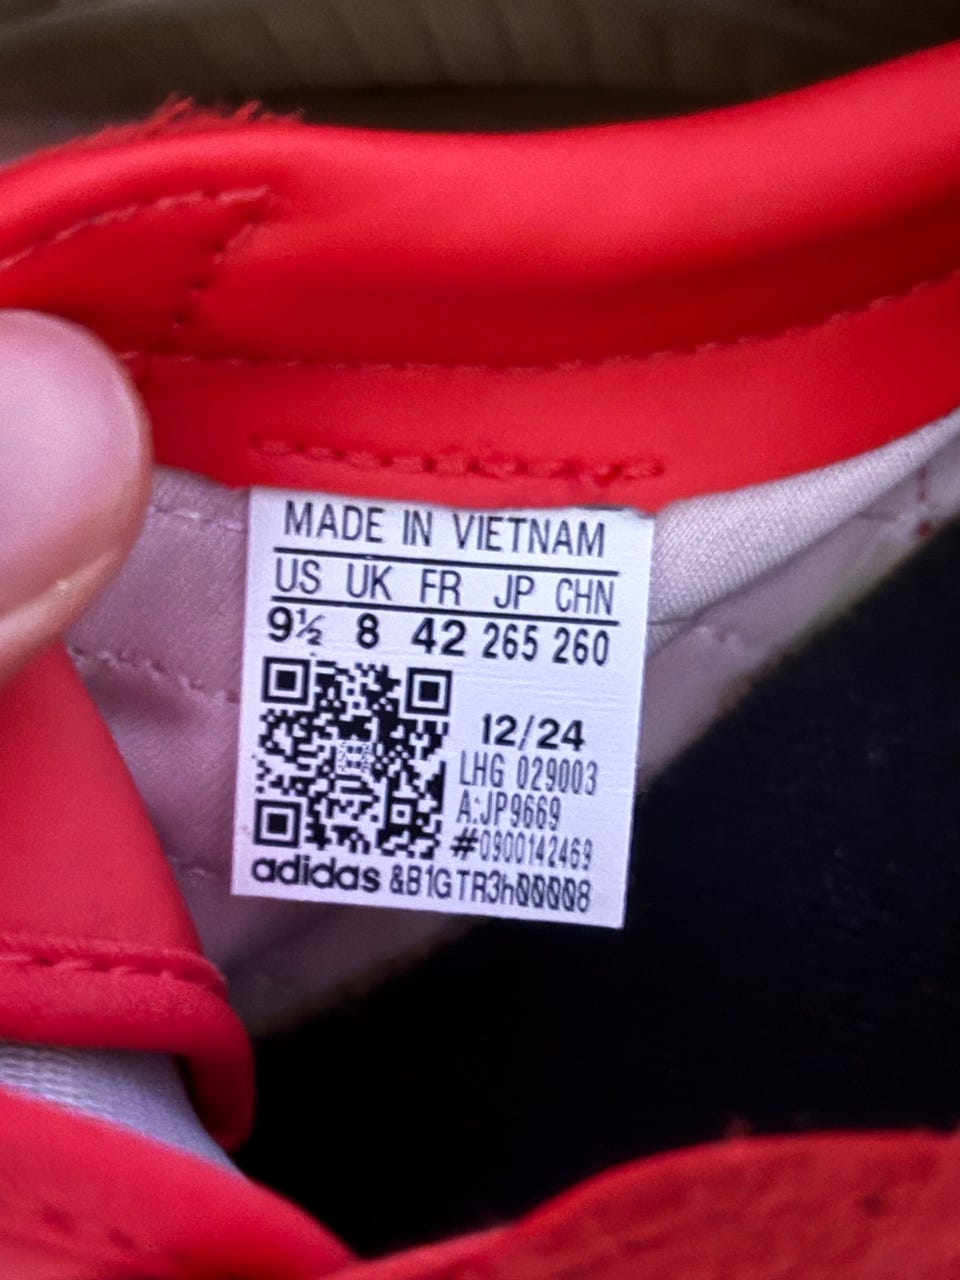 MADE IN VIETNAM
US UK FR JP CHN
9½ 8 42 265 260
12/24
LHG 029003
A:JP9669
#0900142469
adidas &B1GTR3h00008